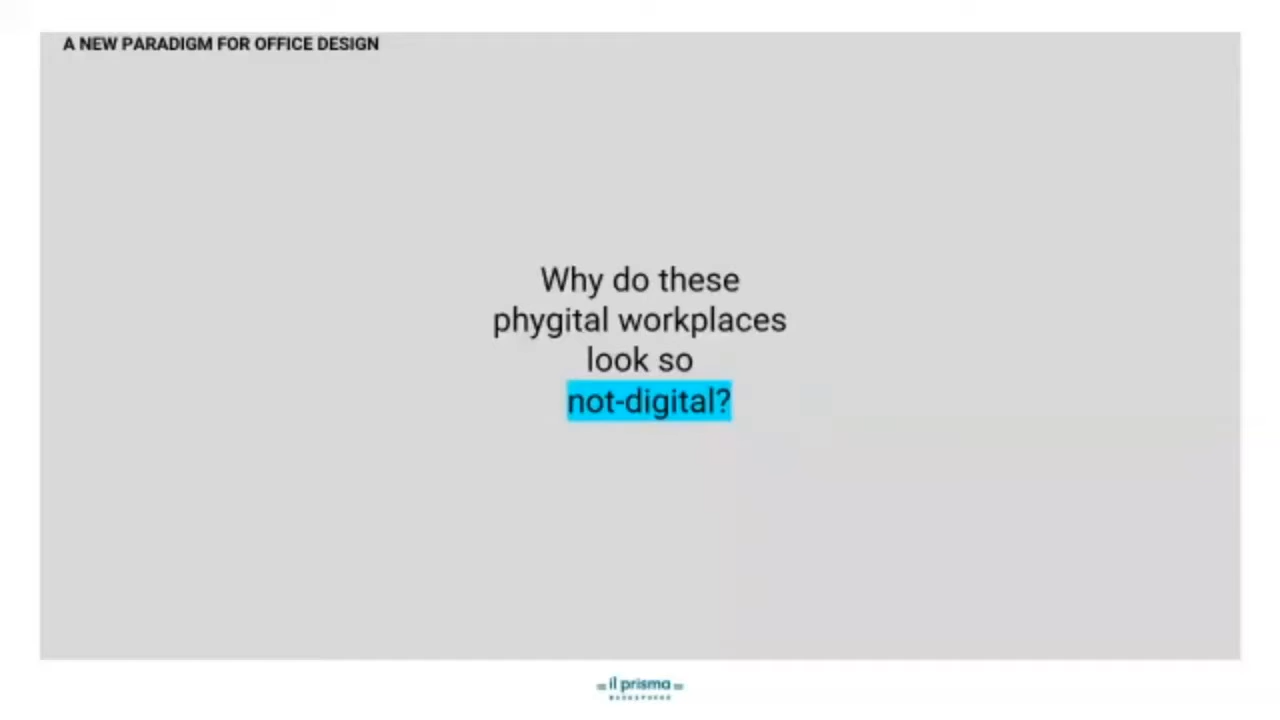 A NEW PARADIGM FOR OFFICE DESIGN
Why do these
phygital workplaces
look so
not-digital?
il prisma